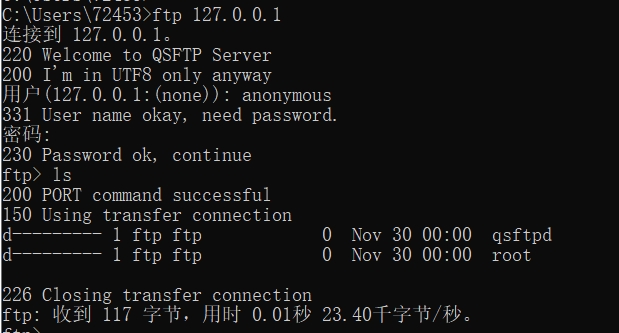 C:\Users\72453>ftp 127.0.0.1
连接到 127.0.0.1。
220 Welcome to QSFTP Server
200 I'm in UTF8 only anyway
用户(127.0.0.1:(none)): anonymous
331 User name okay, need password.
密码:
230 Password ok, continue
ftp> ls
200 PORT command successful
150 Using transfer connection
d--------- 1 ftp ftp            0  Nov 30 00:00  qsftpd
d--------- 1 ftp ftp            0  Nov 30 00:00  root
226 Closing transfer connection
ftp: 收到 117 字节，用时 0.01秒 23.40千字节/秒。